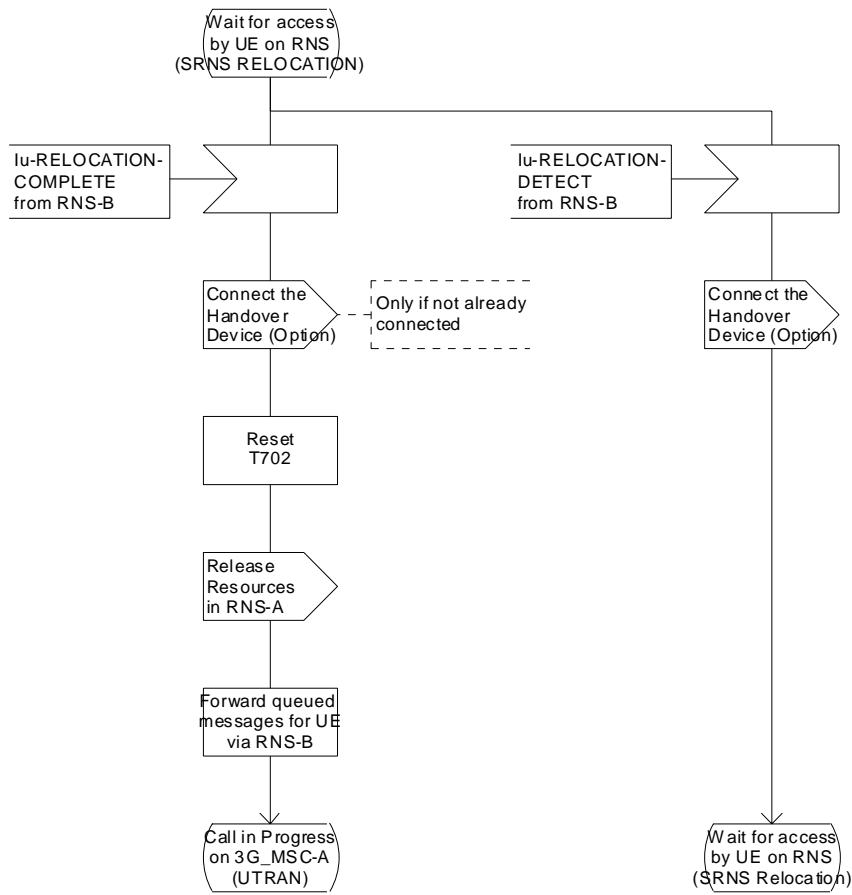 Wait for access
by UE on RNS
(SRNS RELOCATION)
Iu-RELOCATION-
COMPLETE
from RNS-B
Iu-RELOCATION-
DETECT
from RNS-B
Connect the
Handover
Device (Option)
Only if not already
connected
Connect the
Handover
Device (Option)
Reset
T702
Release
Resources
in RNS-A
Forward queued
messages for UE
via RNS-B
Call in Progress
on 3G_MSC-A
(UTRAN)
Wait for access
by UE on RNS
(SRNS Relocation)